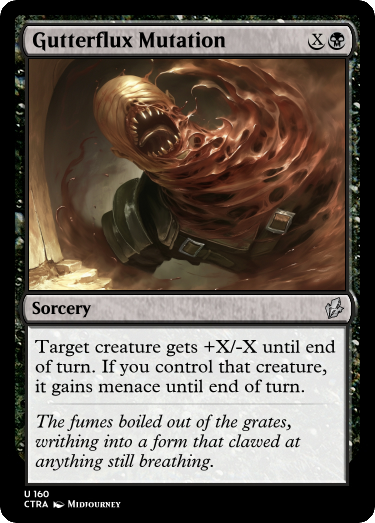 Gutterflux Mutation X
Sorcery
Target creature gets +X/-X until end
of turn. If you control that creature,
it gains menace until end of turn.
The fumes boiled out of the grates,
writhing into a form that clawed at
anything still breathing.
U 160
CTRA Midjourney